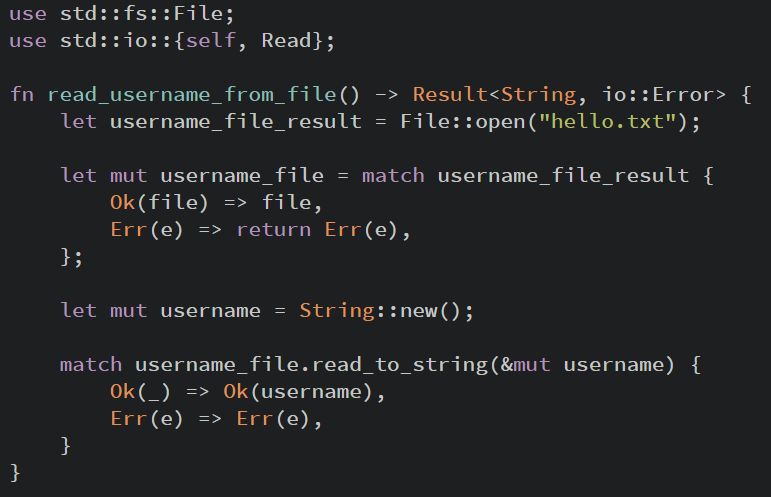 use std::fs::File;
use std::io::{self, Read};

fn read_username_from_file() -> Result<String, io::Error> {
    let username_file_result = File::open("hello.txt");

    let mut username_file = match username_file_result {
        Ok(file) => file,
        Err(e) => return Err(e),
    };

    let mut username = String::new();

    match username_file.read_to_string(&mut username) {
        Ok(_) => Ok(username),
        Err(e) => Err(e),
    }
}